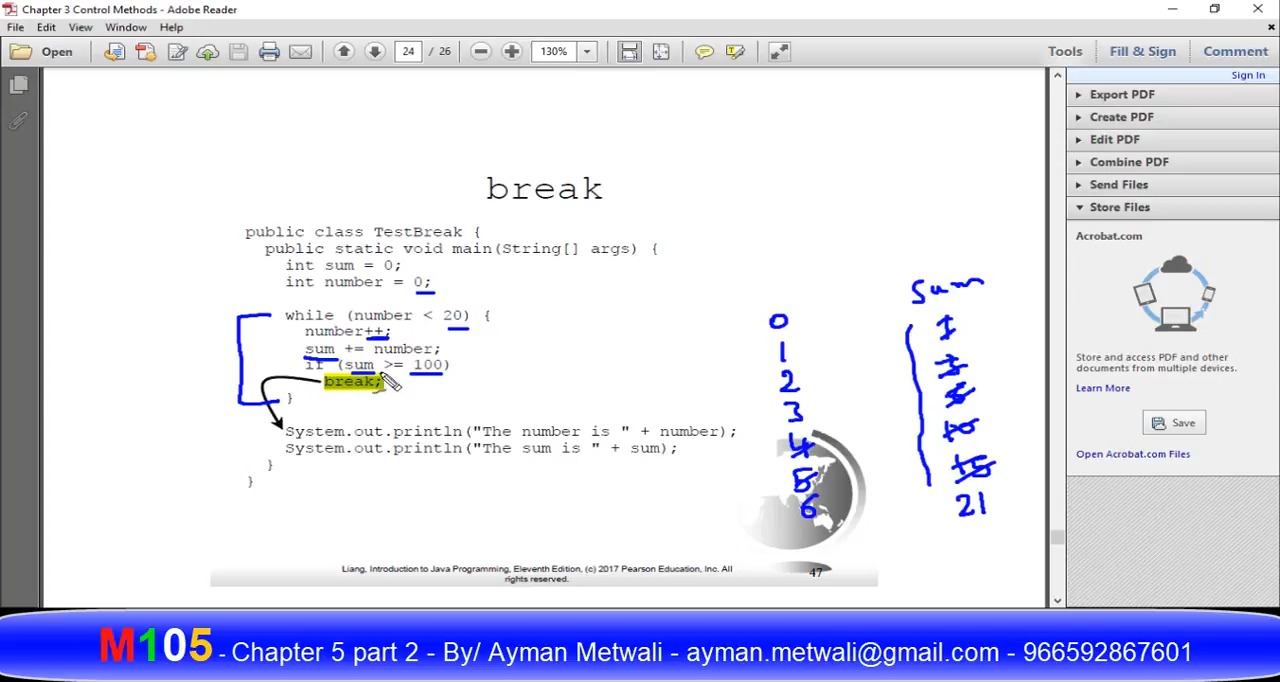 Chapter 3 Control Methods - Adobe Reader
File Edit View Window Help
Open 24 / 26 130% Tools Fill & Sign Comment
Sign In
Export PDF
Create PDF
Edit PDF
Combine PDF
Send Files
Store Files
Acrobat.com
Store and access PDF and other
documents from multiple devices.
Learn More
Save
Open Acrobat.com Files
break
public class TestBreak {
public static void main(String[] args) {
int sum = 0;
int number = 0;
while (number < 20) {
number++;
sum += number;
if (sum >= 100)
break;
}
System.out.println("The number is " + number);
System.out.println("The sum is " + sum);
}
}
sum
0 1
1
2
3
4
5 15
6 21
Liang, Introduction to Java Programming, Eleventh Edition, (c) 2017 Pearson Education, Inc. All
rights reserved.
47
M105 - Chapter 5 part 2 - By/ Ayman Metwali - ayman.metwali@gmail.com - 966592867601